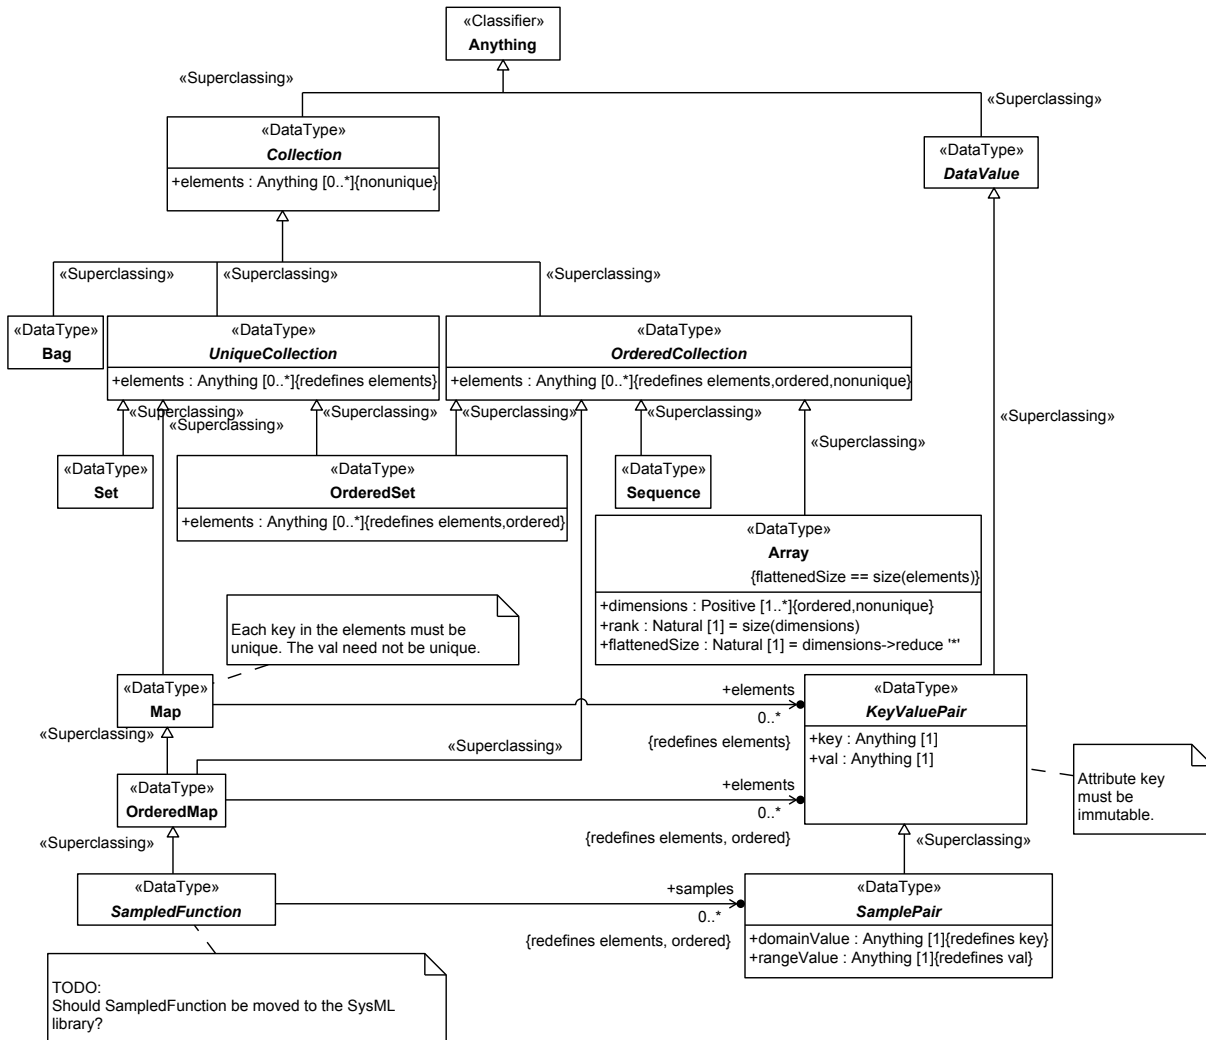 «Classifier»
Anything
«Superclassing»
«Superclassing»
«DataType»
Collection
+elements : Anything [0..*]{nonunique}
«DataType»
DataValue
«Superclassing»
«Superclassing»
«Superclassing»
«DataType»
Bag
«DataType»
UniqueCollection
+elements : Anything [0..*]{redefines elements}
«DataType»
OrderedCollection
+elements : Anything [0..*]{redefines elements,ordered,nonunique}
«Superclassing»
«Superclassing»
«Superclassing»
«Superclassing»
«Superclassing»
«Superclassing»
«Superclassing»
«Superclassing»
«DataType»
Set
«DataType»
OrderedSet
+elements : Anything [0..*]{redefines elements,ordered}
«DataType»
Sequence
«DataType»
Array
{flattenedSize == size(elements)}
+dimensions : Positive [1..*]{ordered,nonunique}
+rank : Natural [1] = size(dimensions)
+flattenedSize : Natural [1] = dimensions->reduce '*'
Each key in the elements must be
unique. The val need not be unique.
«DataType»
Map
+elements
0..*
{redefines elements}
«DataType»
KeyValuePair
+key : Anything [1]
+val : Anything [1]
«Superclassing»
«Superclassing»
«DataType»
OrderedMap
+elements
0..*
{redefines elements, ordered}
Attribute key
must be
immutable.
«Superclassing»
«Superclassing»
«DataType»
SampledFunction
+samples
0..*
{redefines elements, ordered}
«DataType»
SamplePair
+domainValue : Anything [1]{redefines key}
+rangeValue : Anything [1]{redefines val}
TODO:
Should SampledFunction be moved to the SysML
library?